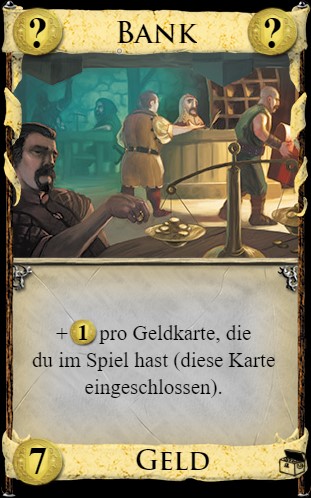 ? BANK ?
+1 pro Geldkarte, die
du im Spiel hast (diese Karte
eingeschlossen).
7 GELD